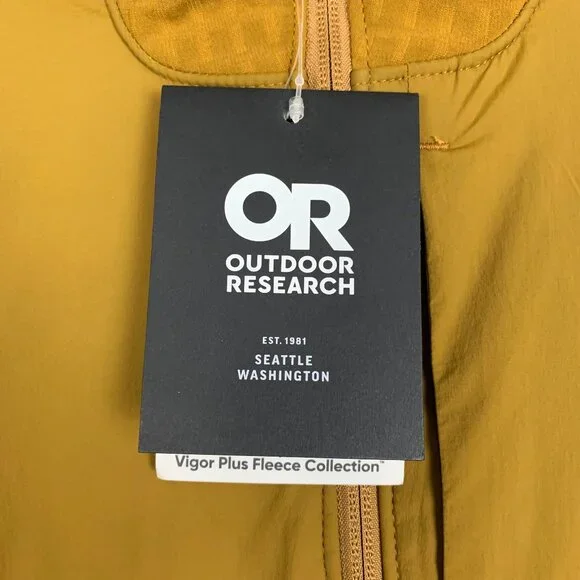 OR
OUTDOOR
RESEARCH
EST. 1981
SEATTLE
WASHINGTON
Vigor Plus Fleece Collection™